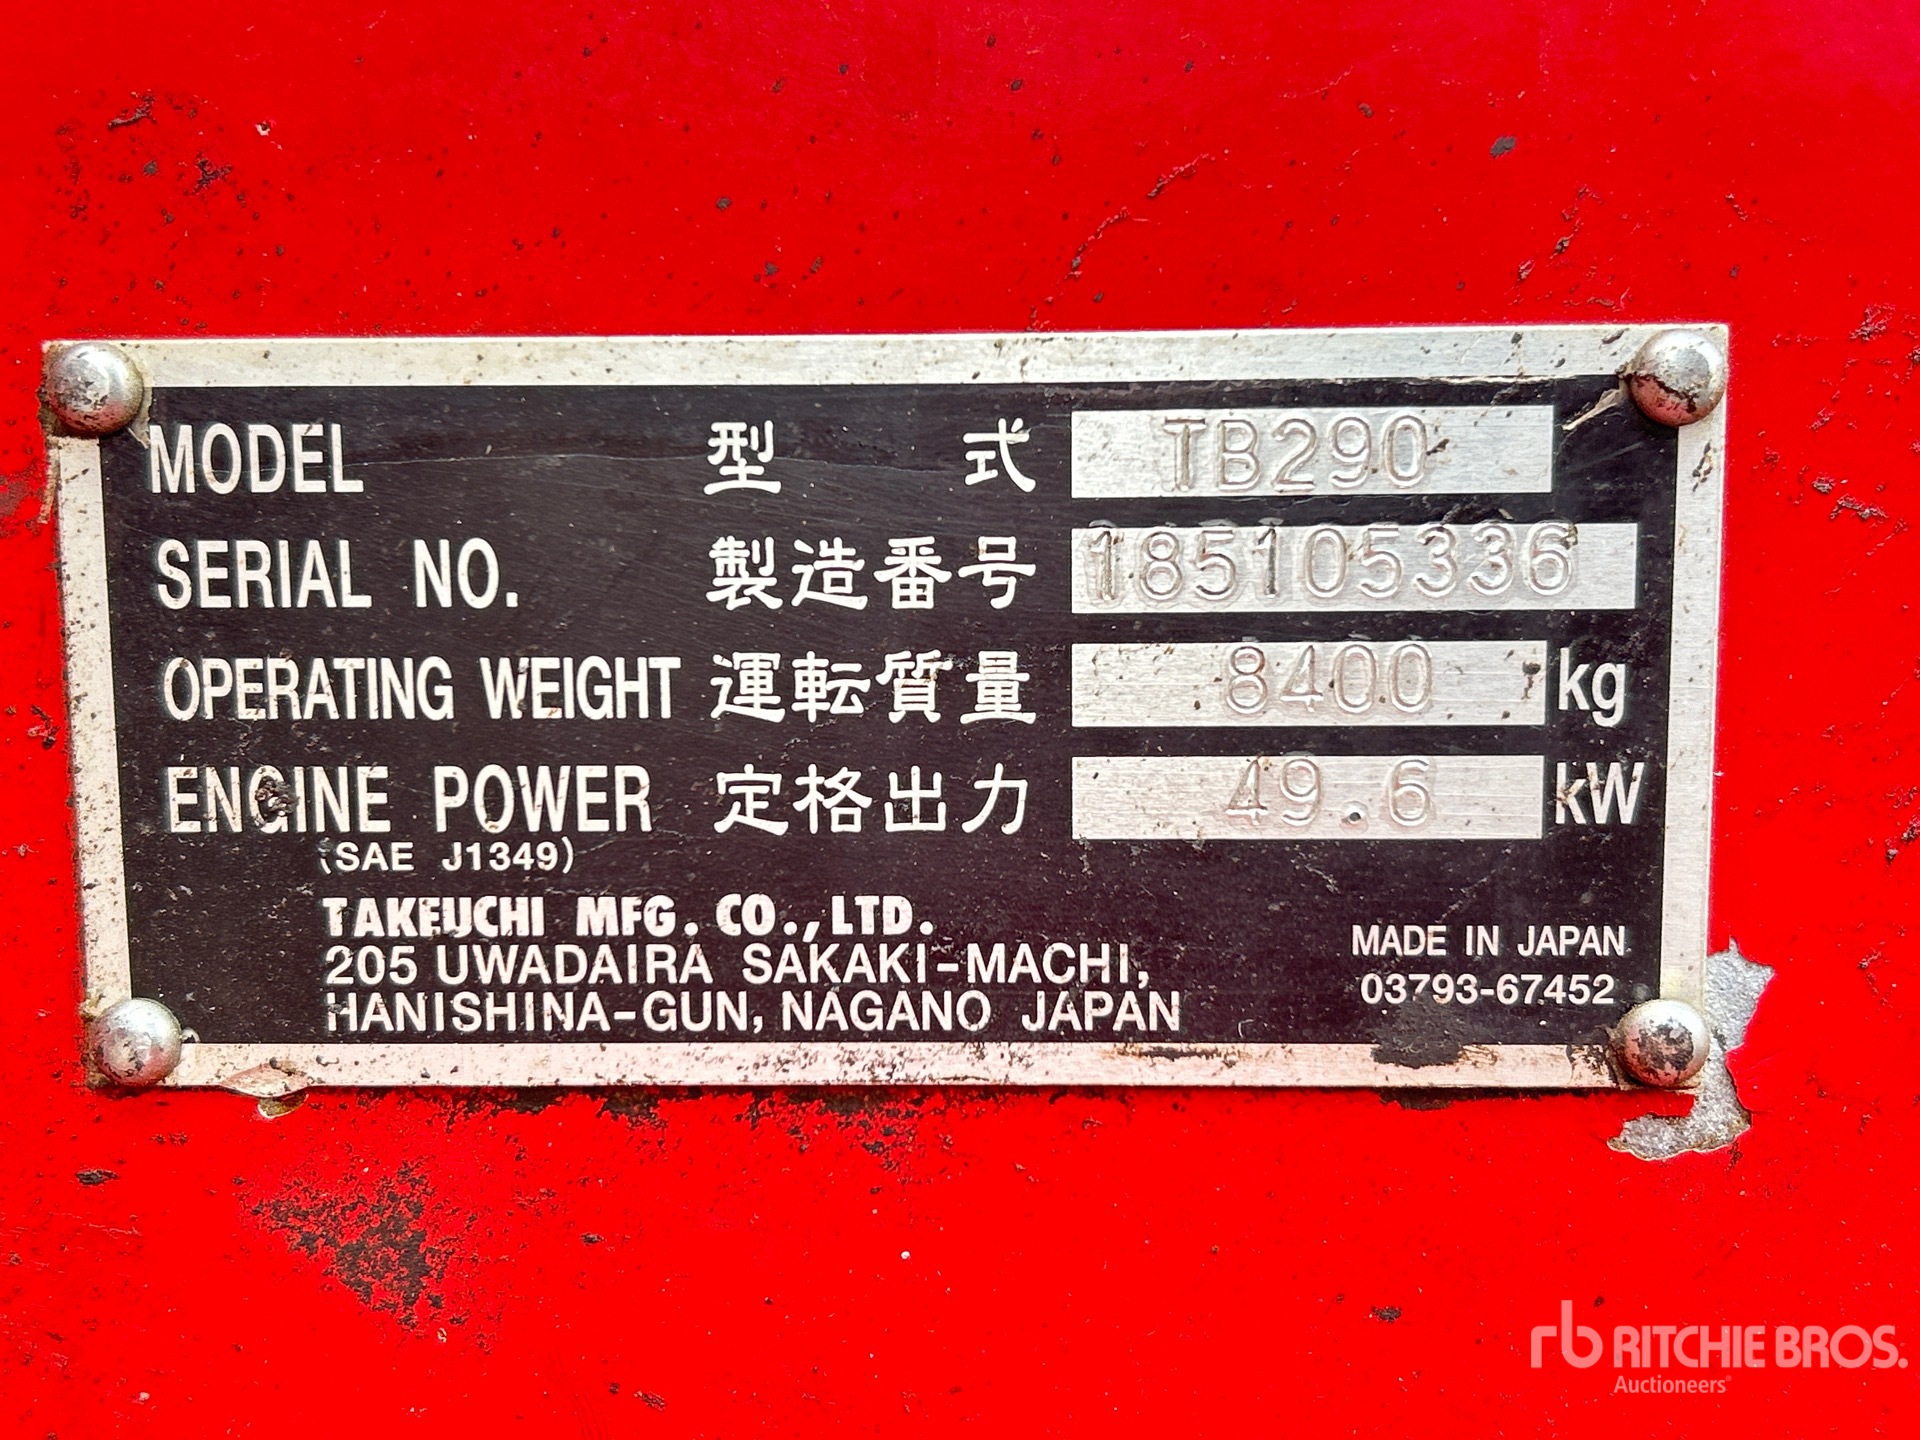 MODEL 型 式 TB290
SERIAL NO. 製造番号 185105336
OPERATING WEIGHT 運転質量 8400 kg
ENGINE POWER 定格出力 49.6 kW
(SAE J1349)
TAKEUCHI MFG. CO., LTD.
205 UWADAIRA SAKAKI-MACHI,
HANISHINA-GUN, NAGANO JAPAN
MADE IN JAPAN
03793-67452
rb RITCHIE BROS.
Auctioneers